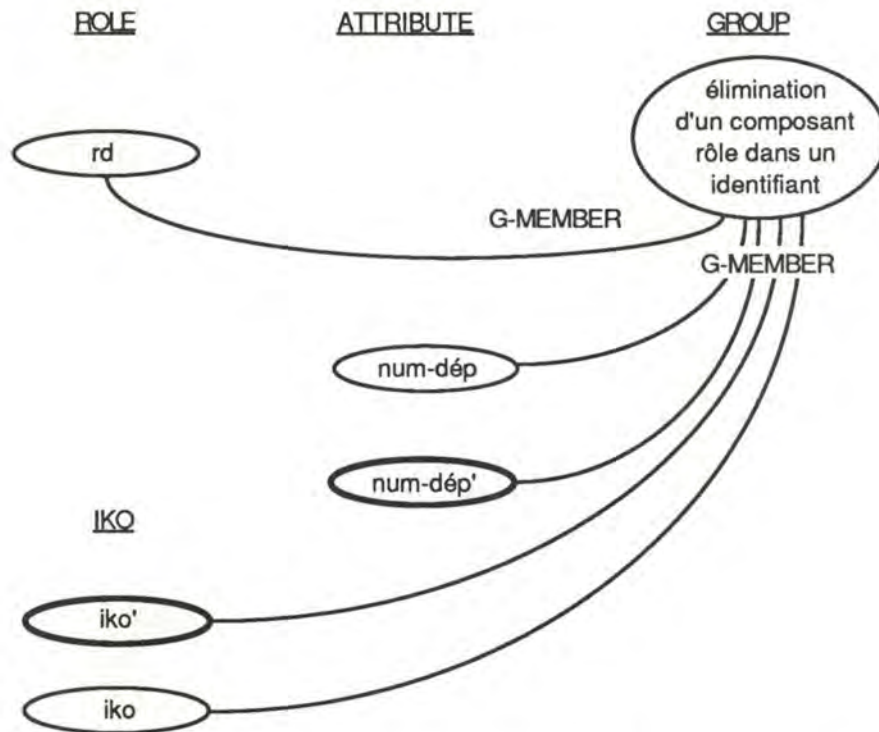 ROLE ATTRIBUTE GROUP
élimination
d'un composant
rôle dans un
identifiant
rd
G-MEMBER
G-MEMBER
num-dép
num-dép'
IKO
iko'
iko